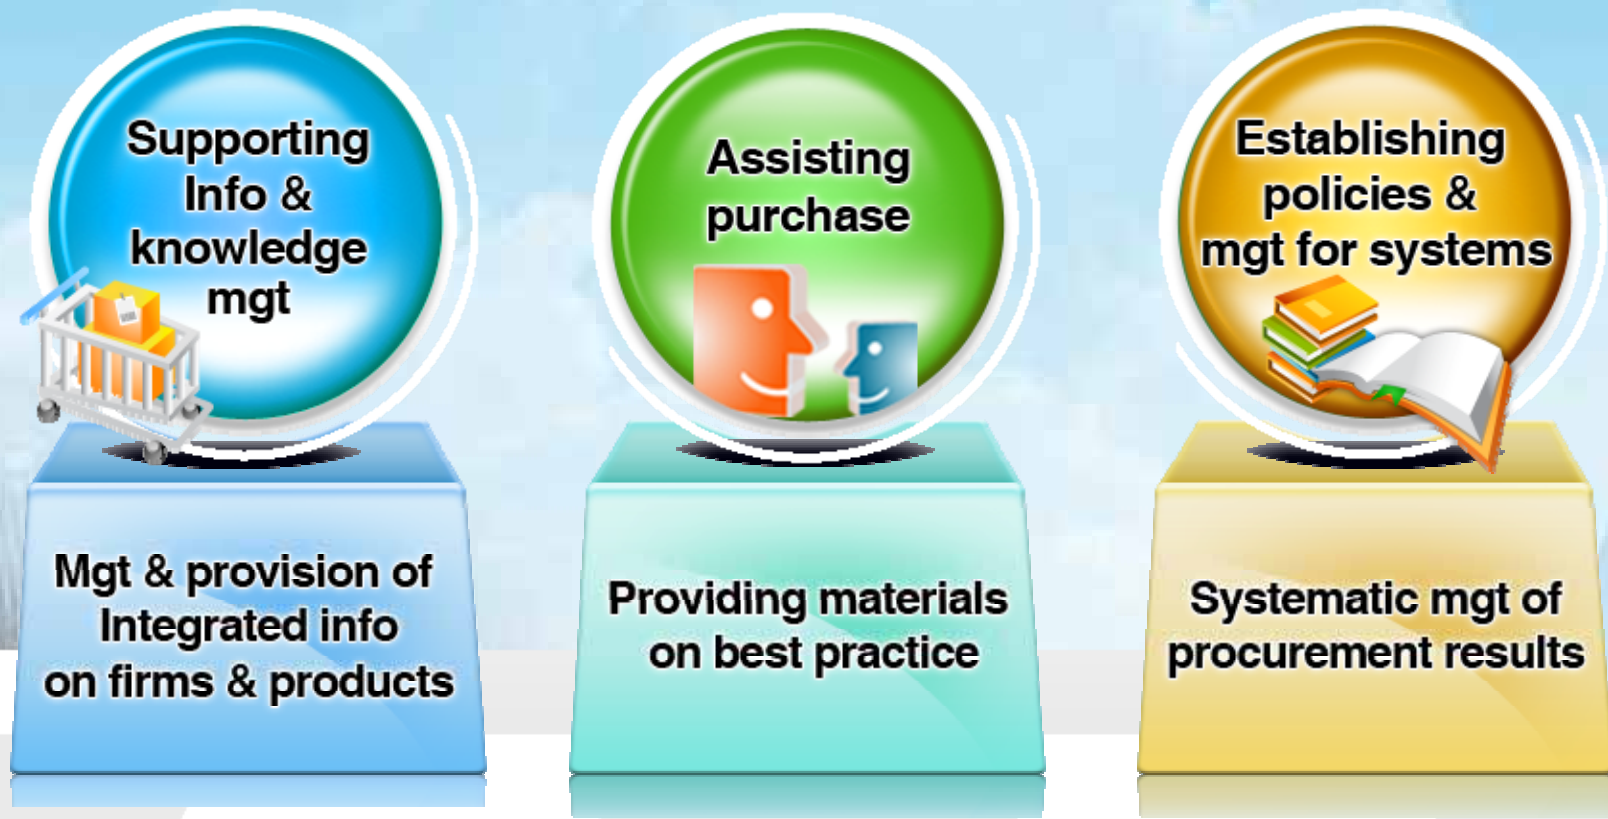 Supporting
Info &
knowledge
mgt
Mgt & provision of
Integrated info
on firms & products
Assisting
purchase
Providing materials
on best practice
Establishing
policies &
mgt for systems
Systematic mgt of
procurement results